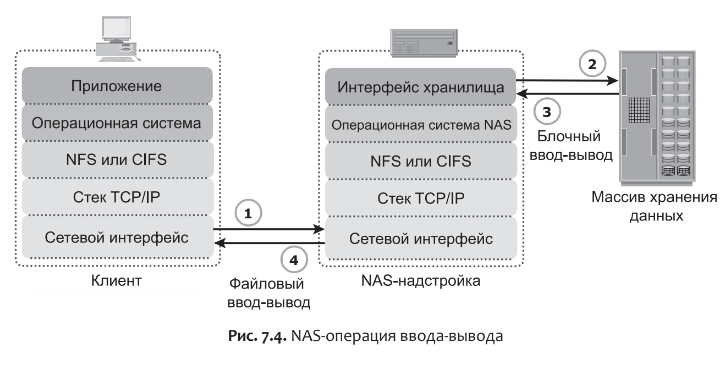 Приложение
Операционная система
NFS или CIFS
Стек TCP/IP
Сетевой интерфейс
Клиент
1
4
Файловый
ввод-вывод
Интерфейс хранилища
Операционная система NAS
NFS или CIFS
Стек TCP/IP
Сетевой интерфейс
NAS-надстройка
2
3
Блочный
ввод-вывод
Массив хранения
данных
Рис. 7.4. NAS-операция ввода-вывода